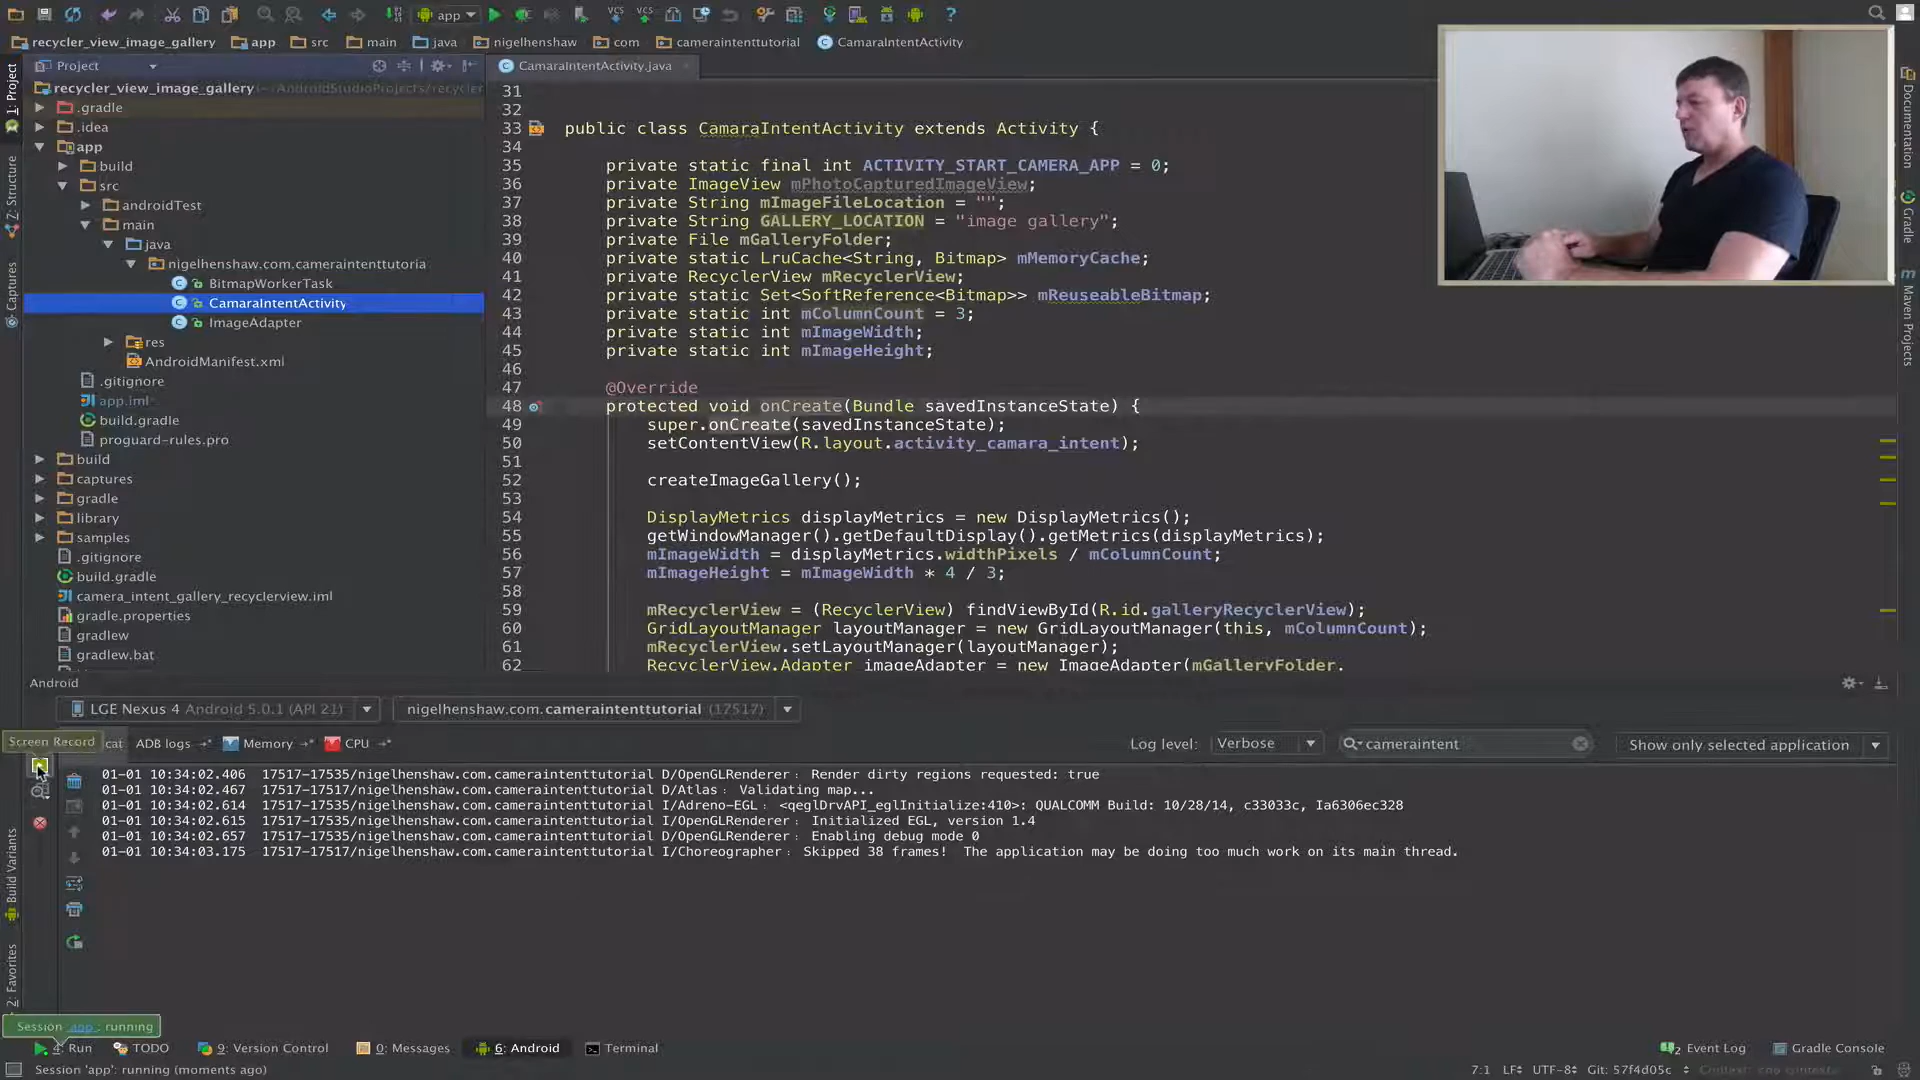 app
?
recycler_view_image_gallery app src main java nigelhenshaw com cameraintenttutorial CamaraIntentActivity
Project
recycler_view_image_gallery
.gradle
.idea
app
build
src
androidTest
main
java
nigelhenshaw.com.cameraintenttutoria
BitmapWorkerTask
CamaraIntentActivity
ImageAdapter
res
AndroidManifest.xml
.gitignore
app.iml
build.gradle
proguard-rules.pro
build
captures
gradle
library
samples
.gitignore
build.gradle
camera_intent_gallery_recyclerview.iml
gradle.properties
gradlew
gradlew.bat
CamaraIntentActivity.java
31
32
33 public class CamaraIntentActivity extends Activity {
34
35 private static final int ACTIVITY_START_CAMERA_APP = 0;
36 private ImageView mPhotoCapturedImageView;
37 private String mImageFileLocation = "";
38 private String GALLERY_LOCATION = "image gallery";
39 private File mGalleryFolder;
40 private static LruCache<String, Bitmap> mMemoryCache;
41 private RecyclerView mRecyclerView;
42 private static Set<SoftReference<Bitmap>> mReuseableBitmap;
43 private static int mColumnCount = 3;
44 private static int mImageWidth;
45 private static int mImageHeight;
46
47 @Override
48 protected void onCreate(Bundle savedInstanceState) {
49 super.onCreate(savedInstanceState);
50 setContentView(R.layout.activity_camara_intent);
51
52 createImageGallery();
53
54 DisplayMetrics displayMetrics = new DisplayMetrics();
55 getWindowManager().getDefaultDisplay().getMetrics(displayMetrics);
56 mImageWidth = displayMetrics.widthPixels / mColumnCount;
57 mImageHeight = mImageWidth * 4 / 3;
58
59 mRecyclerView = (RecyclerView) findViewById(R.id.galleryRecyclerView);
60 GridLayoutManager layoutManager = new GridLayoutManager(this, mColumnCount);
61 mRecyclerView.setLayoutManager(layoutManager);
62 RecyclerView.Adapter imageAdapter = new ImageAdapter(mGalleryFolder.
1: Project
Z: Structure
Captures
Build Variants
2: Favorites
Documentation
Gradle
Maven Projects
Android
LGE Nexus 4 Android 5.0.1 (API 21) nigelhenshaw.com.cameraintenttutorial (17517)
Screen Record cat ADB logs Memory CPU Log level: Verbose cameraintent Show only selected application
01-01 10:34:02.406 17517-17535/nigelhenshaw.com.cameraintenttutorial D/OpenGLRenderer: Render dirty regions requested: true
01-01 10:34:02.467 17517-17517/nigelhenshaw.com.cameraintenttutorial D/Atlas: Validating map...
01-01 10:34:02.614 17517-17535/nigelhenshaw.com.cameraintenttutorial I/Adreno-EGL: <qeglDrvAPI_eglInitialize:410>: QUALCOMM Build: 10/28/14, c33033c, Ia6306ec328
01-01 10:34:02.615 17517-17535/nigelhenshaw.com.cameraintenttutorial I/OpenGLRenderer: Initialized EGL, version 1.4
01-01 10:34:02.657 17517-17535/nigelhenshaw.com.cameraintenttutorial D/OpenGLRenderer: Enabling debug mode 0
01-01 10:34:03.175 17517-17517/nigelhenshaw.com.cameraintenttutorial I/Choreographer: Skipped 38 frames! The application may be doing too much work on its main thread.
Session 'app': running
4: Run TODO 9: Version Control 0: Messages 6: Android Terminal 2 Event Log Gradle Console
Session 'app': running (moments ago) 7:1 LF UTF-8 Git: 57f4d05c